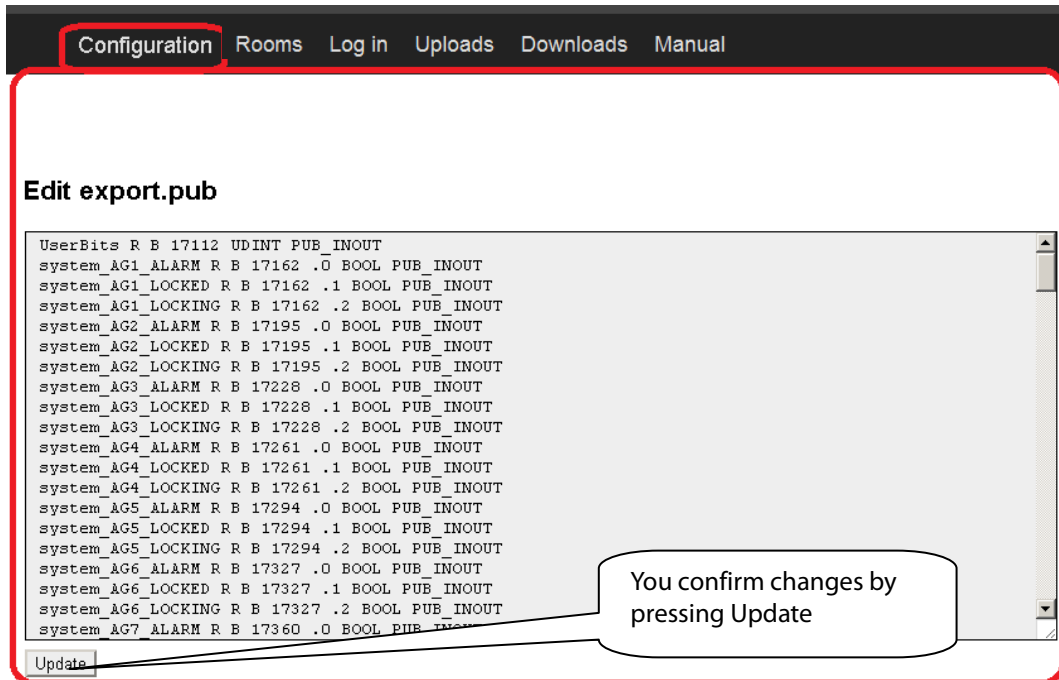 Configuration Rooms Log in Uploads Downloads Manual
Edit export.pub
UserBits R B 17112 UDINT PUB_INOUT
system_AG1_ALARM R B 17162 .0 BOOL PUB_INOUT
system_AG1_LOCKED R B 17162 .1 BOOL PUB_INOUT
system_AG1_LOCKING R B 17162 .2 BOOL PUB_INOUT
system_AG2_ALARM R B 17195 .0 BOOL PUB_INOUT
system_AG2_LOCKED R B 17195 .1 BOOL PUB_INOUT
system_AG2_LOCKING R B 17195 .2 BOOL PUB_INOUT
system_AG3_ALARM R B 17228 .0 BOOL PUB_INOUT
system_AG3_LOCKED R B 17228 .1 BOOL PUB_INOUT
system_AG3_LOCKING R B 17228 .2 BOOL PUB_INOUT
system_AG4_ALARM R B 17261 .0 BOOL PUB_INOUT
system_AG4_LOCKED R B 17261 .1 BOOL PUB_INOUT
system_AG4_LOCKING R B 17261 .2 BOOL PUB_INOUT
system_AG5_ALARM R B 17294 .0 BOOL PUB_INOUT
system_AG5_LOCKED R B 17294 .1 BOOL PUB_INOUT
system_AG5_LOCKING R B 17294 .2 BOOL PUB_INOUT
system_AG6_ALARM R B 17327 .0 BOOL PUB_INOUT
system_AG6_LOCKED R B 17327 .1 BOOL PUB_INOUT
system_AG6_LOCKING R B 17327 .2 BOOL PUB_INOUT
system_AG7_ALARM R B 17360 .0 BOOL PUB_INOUT
You confirm changes by
pressing Update
Update